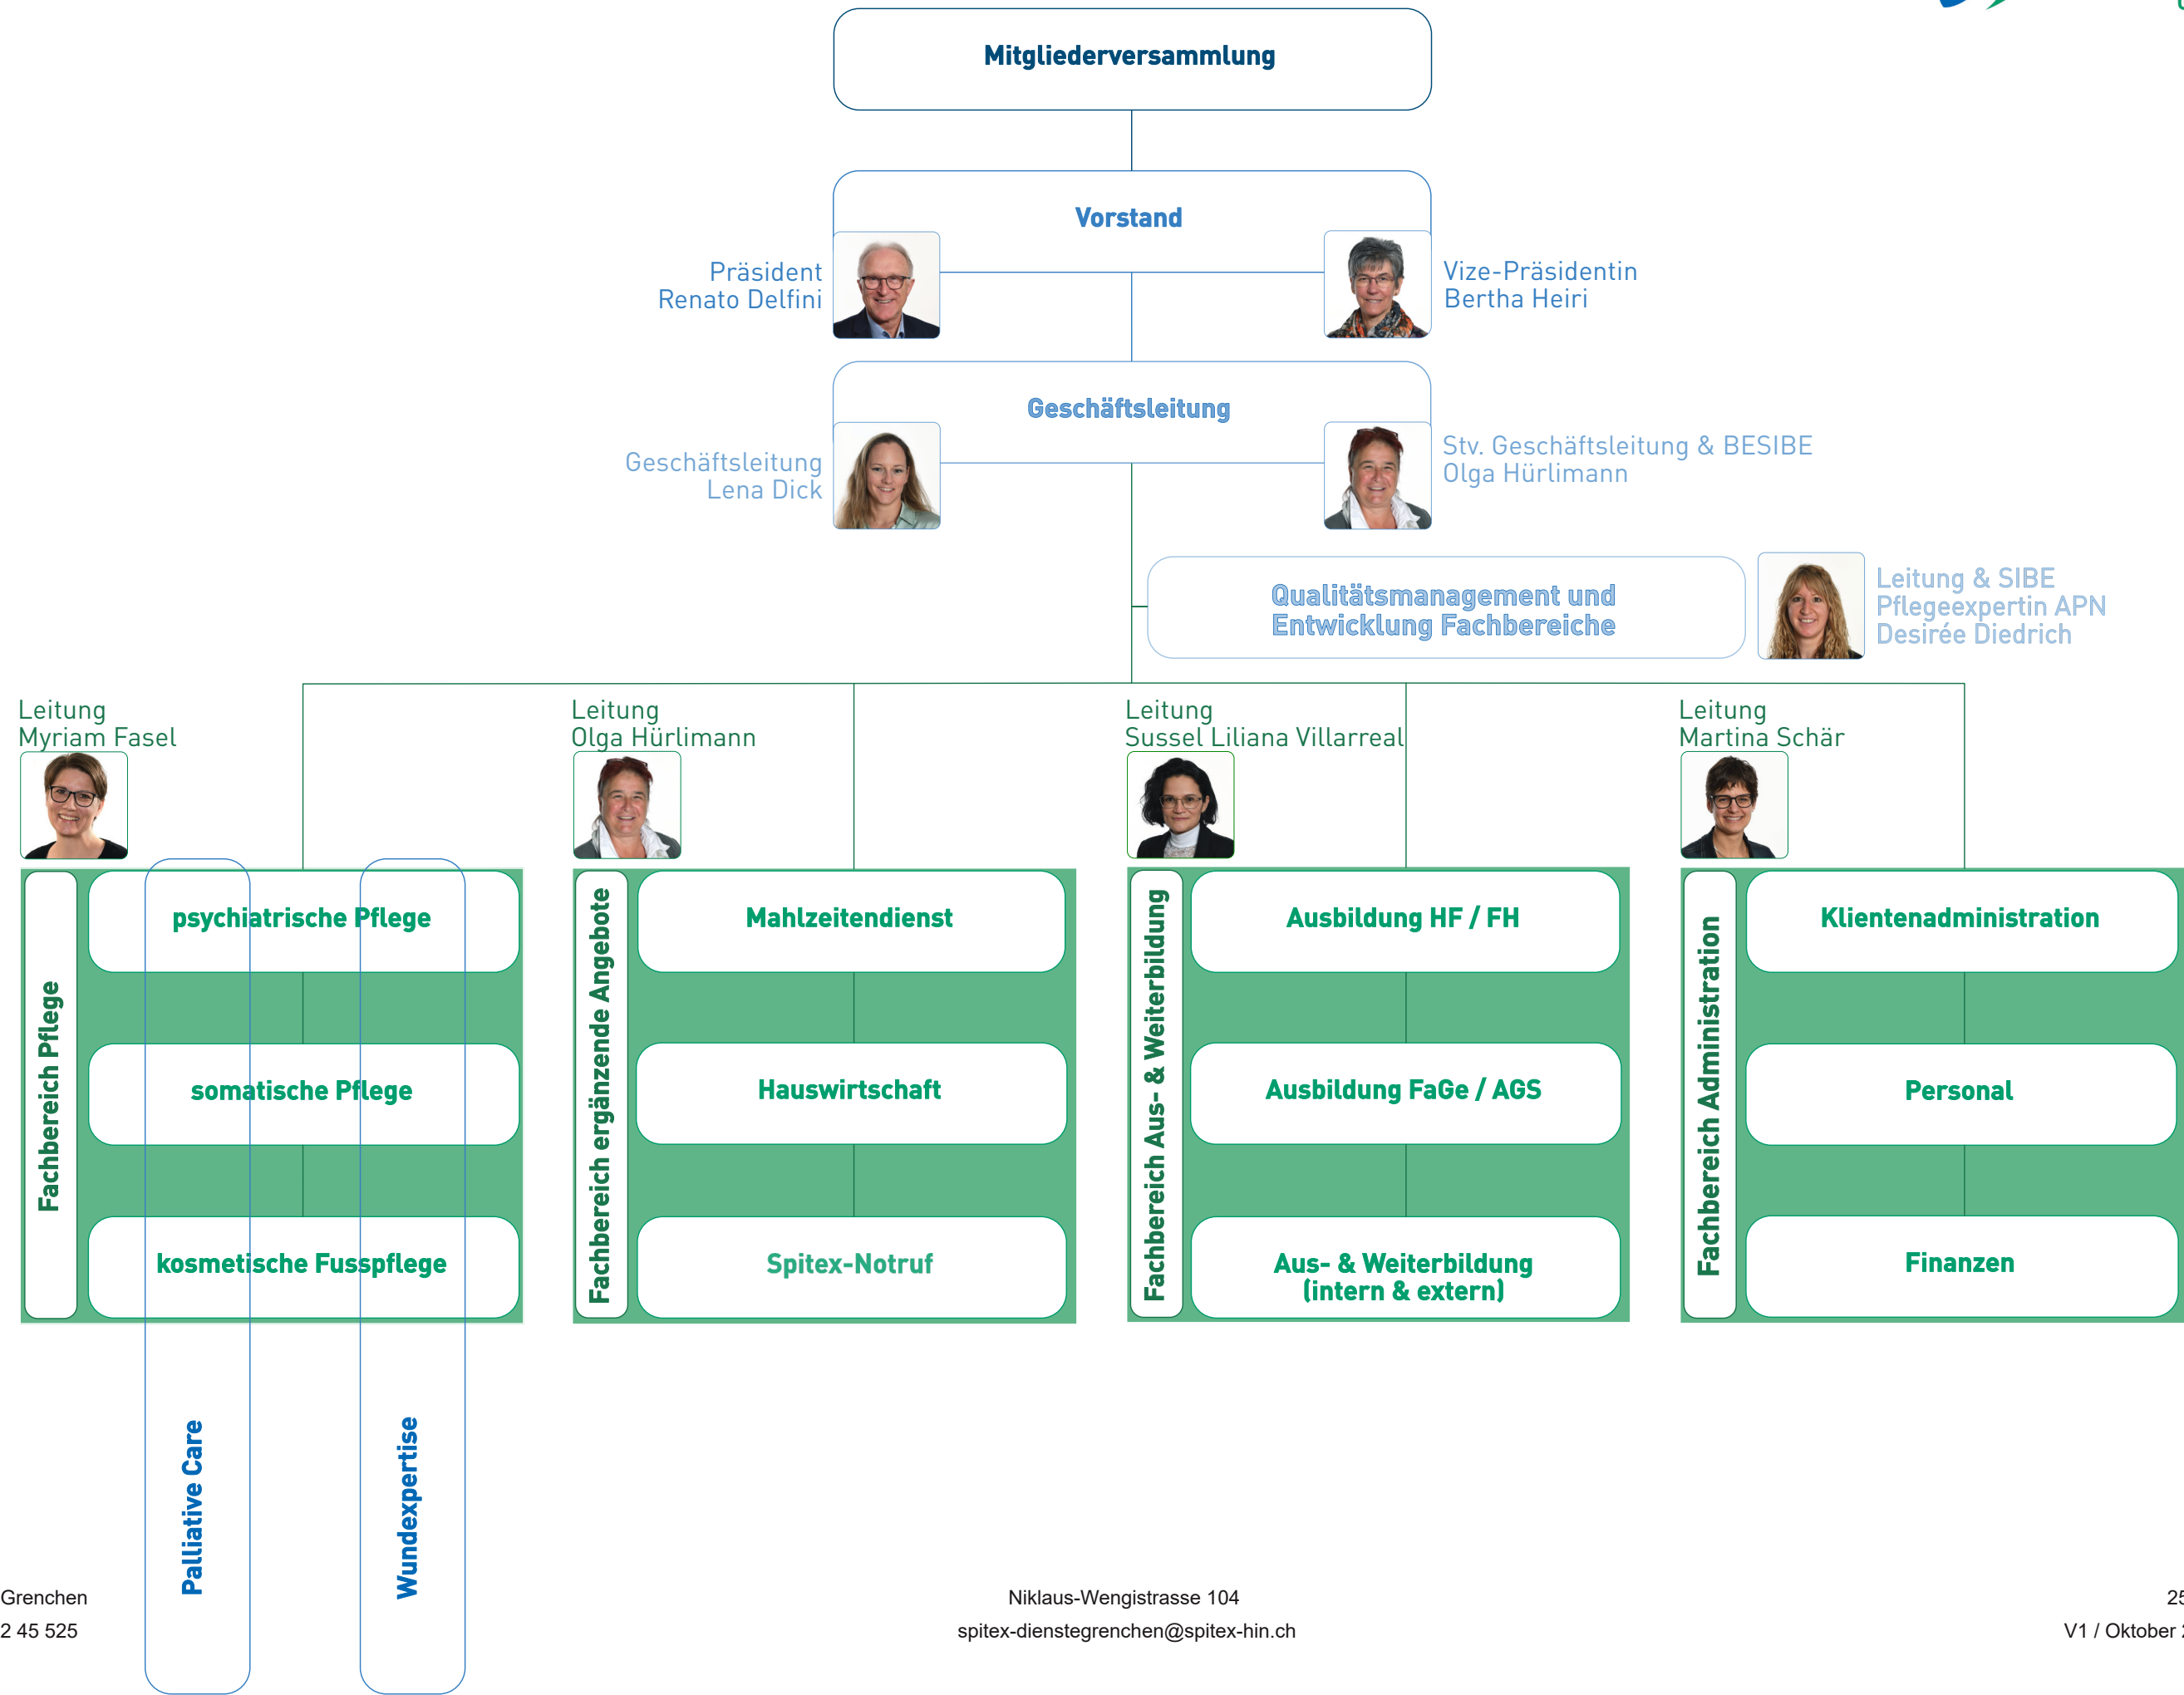 Mitgliederversammlung
Vorstand
Präsident
Renato Delfini
Vize-Präsidentin
Bertha Heiri
Geschäftsleitung
Geschäftsleitung
Lena Dick
Stv. Geschäftsleitung & BESIBE
Olga Hürlimann
Qualitätsmanagement und
Entwicklung Fachbereiche
Leitung & SIBE
Pflegeexpertin APN
Desirée Diedrich
Leitung
Myriam Fasel
Leitung
Olga Hürlimann
Leitung
Sussel Liliana Villarreal
Leitung
Martina Schär
Fachbereich Pflege
psychiatrische Pflege
somatische Pflege
kosmetische Fusspflege
Palliative Care
Wundexpertise
Fachbereich ergänzende Angebote
Mahlzeitendienst
Hauswirtschaft
Spitex-Notruf
Fachbereich Aus- & Weiterbildung
Ausbildung HF / FH
Ausbildung FaGe / AGS
Aus- & Weiterbildung
(intern & extern)
Fachbereich Administration
Klientenadministration
Personal
Finanzen
Grenchen
2 45 525
Niklaus-Wengistrasse 104
spitex-dienstegrenchen@spitex-hin.ch
25
V1 / Oktober